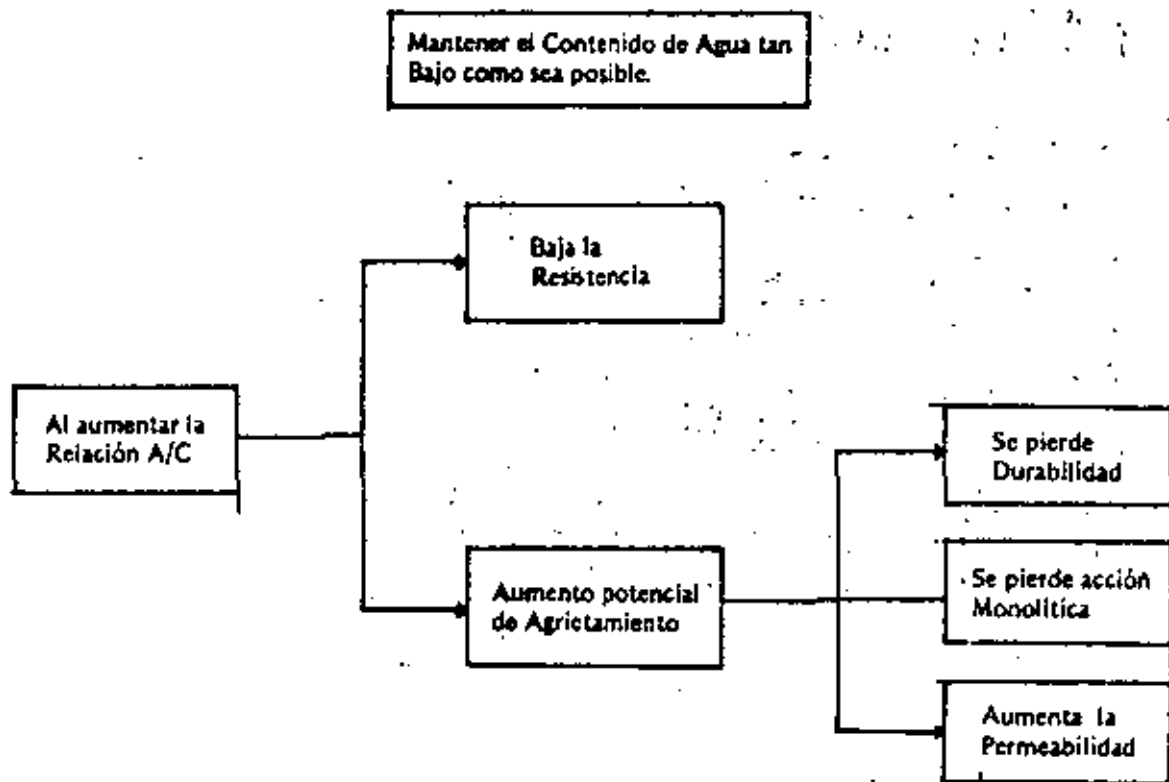 Mantener el Contenido de Agua tan
Bajo como sea posible.
Baja la
Resistencia
Al aumentar la
Relación A/C
Se pierde
Durabilidad
Aumento potencial
de Agrietamiento
Se pierde acción
Monolítica
Aumenta la
Permeabilidad